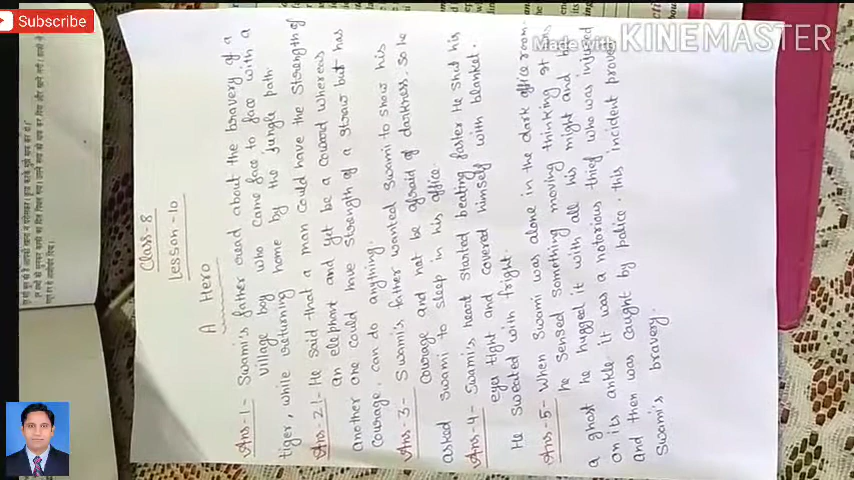 Subscribe
Made with KINEMASTER
Class-8
Lesson-10
A Hero
Ans-1- Swami's father read about the bravery of a
village boy who came face to face with a
tiger, while returning home by the jungle path.
Ans-2!- He said that a man could have the strength of
an elephant and yet be a coward whereas
another one could have strength of a straw but has
courage. can do anything.
Ans-3- Swami's father wanted Swami to show his
courage and not be afraid of darkness. So he
asked Swami to sleep in his office.
Ans-4- Swami's heart started beating faster He shut his
eyes tight and covered himself with blanket.
He sweated with fright.
Ans-5- When Swami was alone in the dark office room.
he sensed something moving thinking it
a ghost he hugged it with all his might and
on its ankle. it was a notorious thief who was injured
And then was caught by police. this incident proved
Swami's bravery.